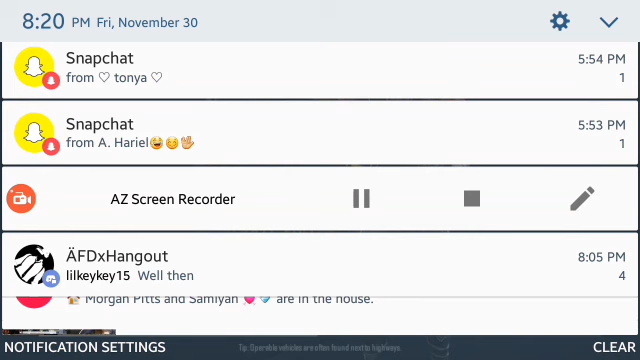 8:20 PM Fri, November 30
Snapchat 5:54 PM
from ♡ tonya ♡ 1
Snapchat 5:53 PM
from A. Hariel😂😊🤟 1
AZ Screen Recorder
ÄFDxHangout 8:05 PM
lilkeykey15 Well then 4
🏠 Morgan Pitts and Samiyah 💓 💎 are in the house.
NOTIFICATION SETTINGS
Tip: Operable vehicles are often found next to highways.
CLEAR